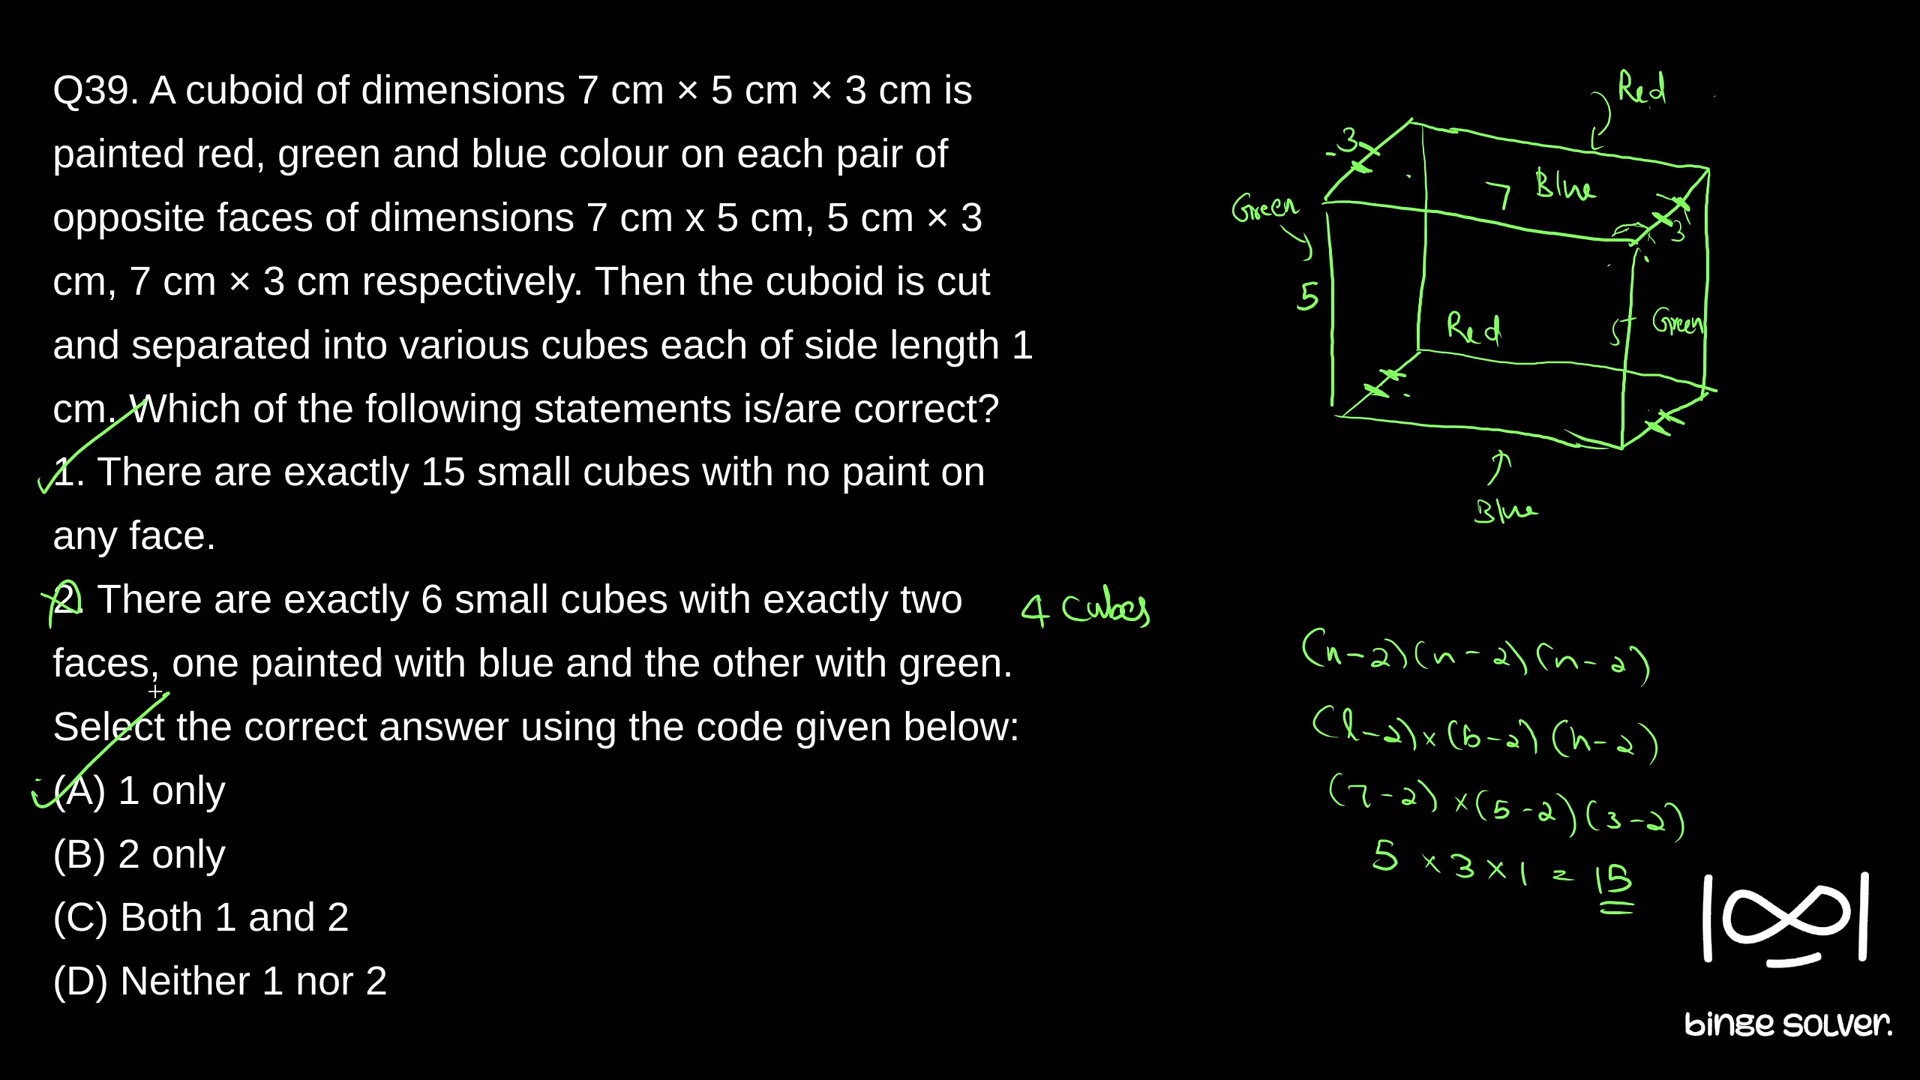 Q39. A cuboid of dimensions 7 cm × 5 cm × 3 cm is
painted red, green and blue colour on each pair of
opposite faces of dimensions 7 cm x 5 cm, 5 cm × 3
cm, 7 cm × 3 cm respectively. Then the cuboid is cut
and separated into various cubes each of side length 1
cm. Which of the following statements is/are correct?
1. There are exactly 15 small cubes with no paint on
any face.
2. There are exactly 6 small cubes with exactly two
faces, one painted with blue and the other with green.
Select the correct answer using the code given below:
(A) 1 only
(B) 2 only
(C) Both 1 and 2
(D) Neither 1 nor 2
4 cubes
Red
3
7 Blue
Green
3
5
Red
5 Green
Blue
(n-2)(n-2)(n-2)
(l-2)×(b-2)(h-2)
(7-2)×(5-2)(3-2)
5 × 3 × 1 = 15
binge solver.